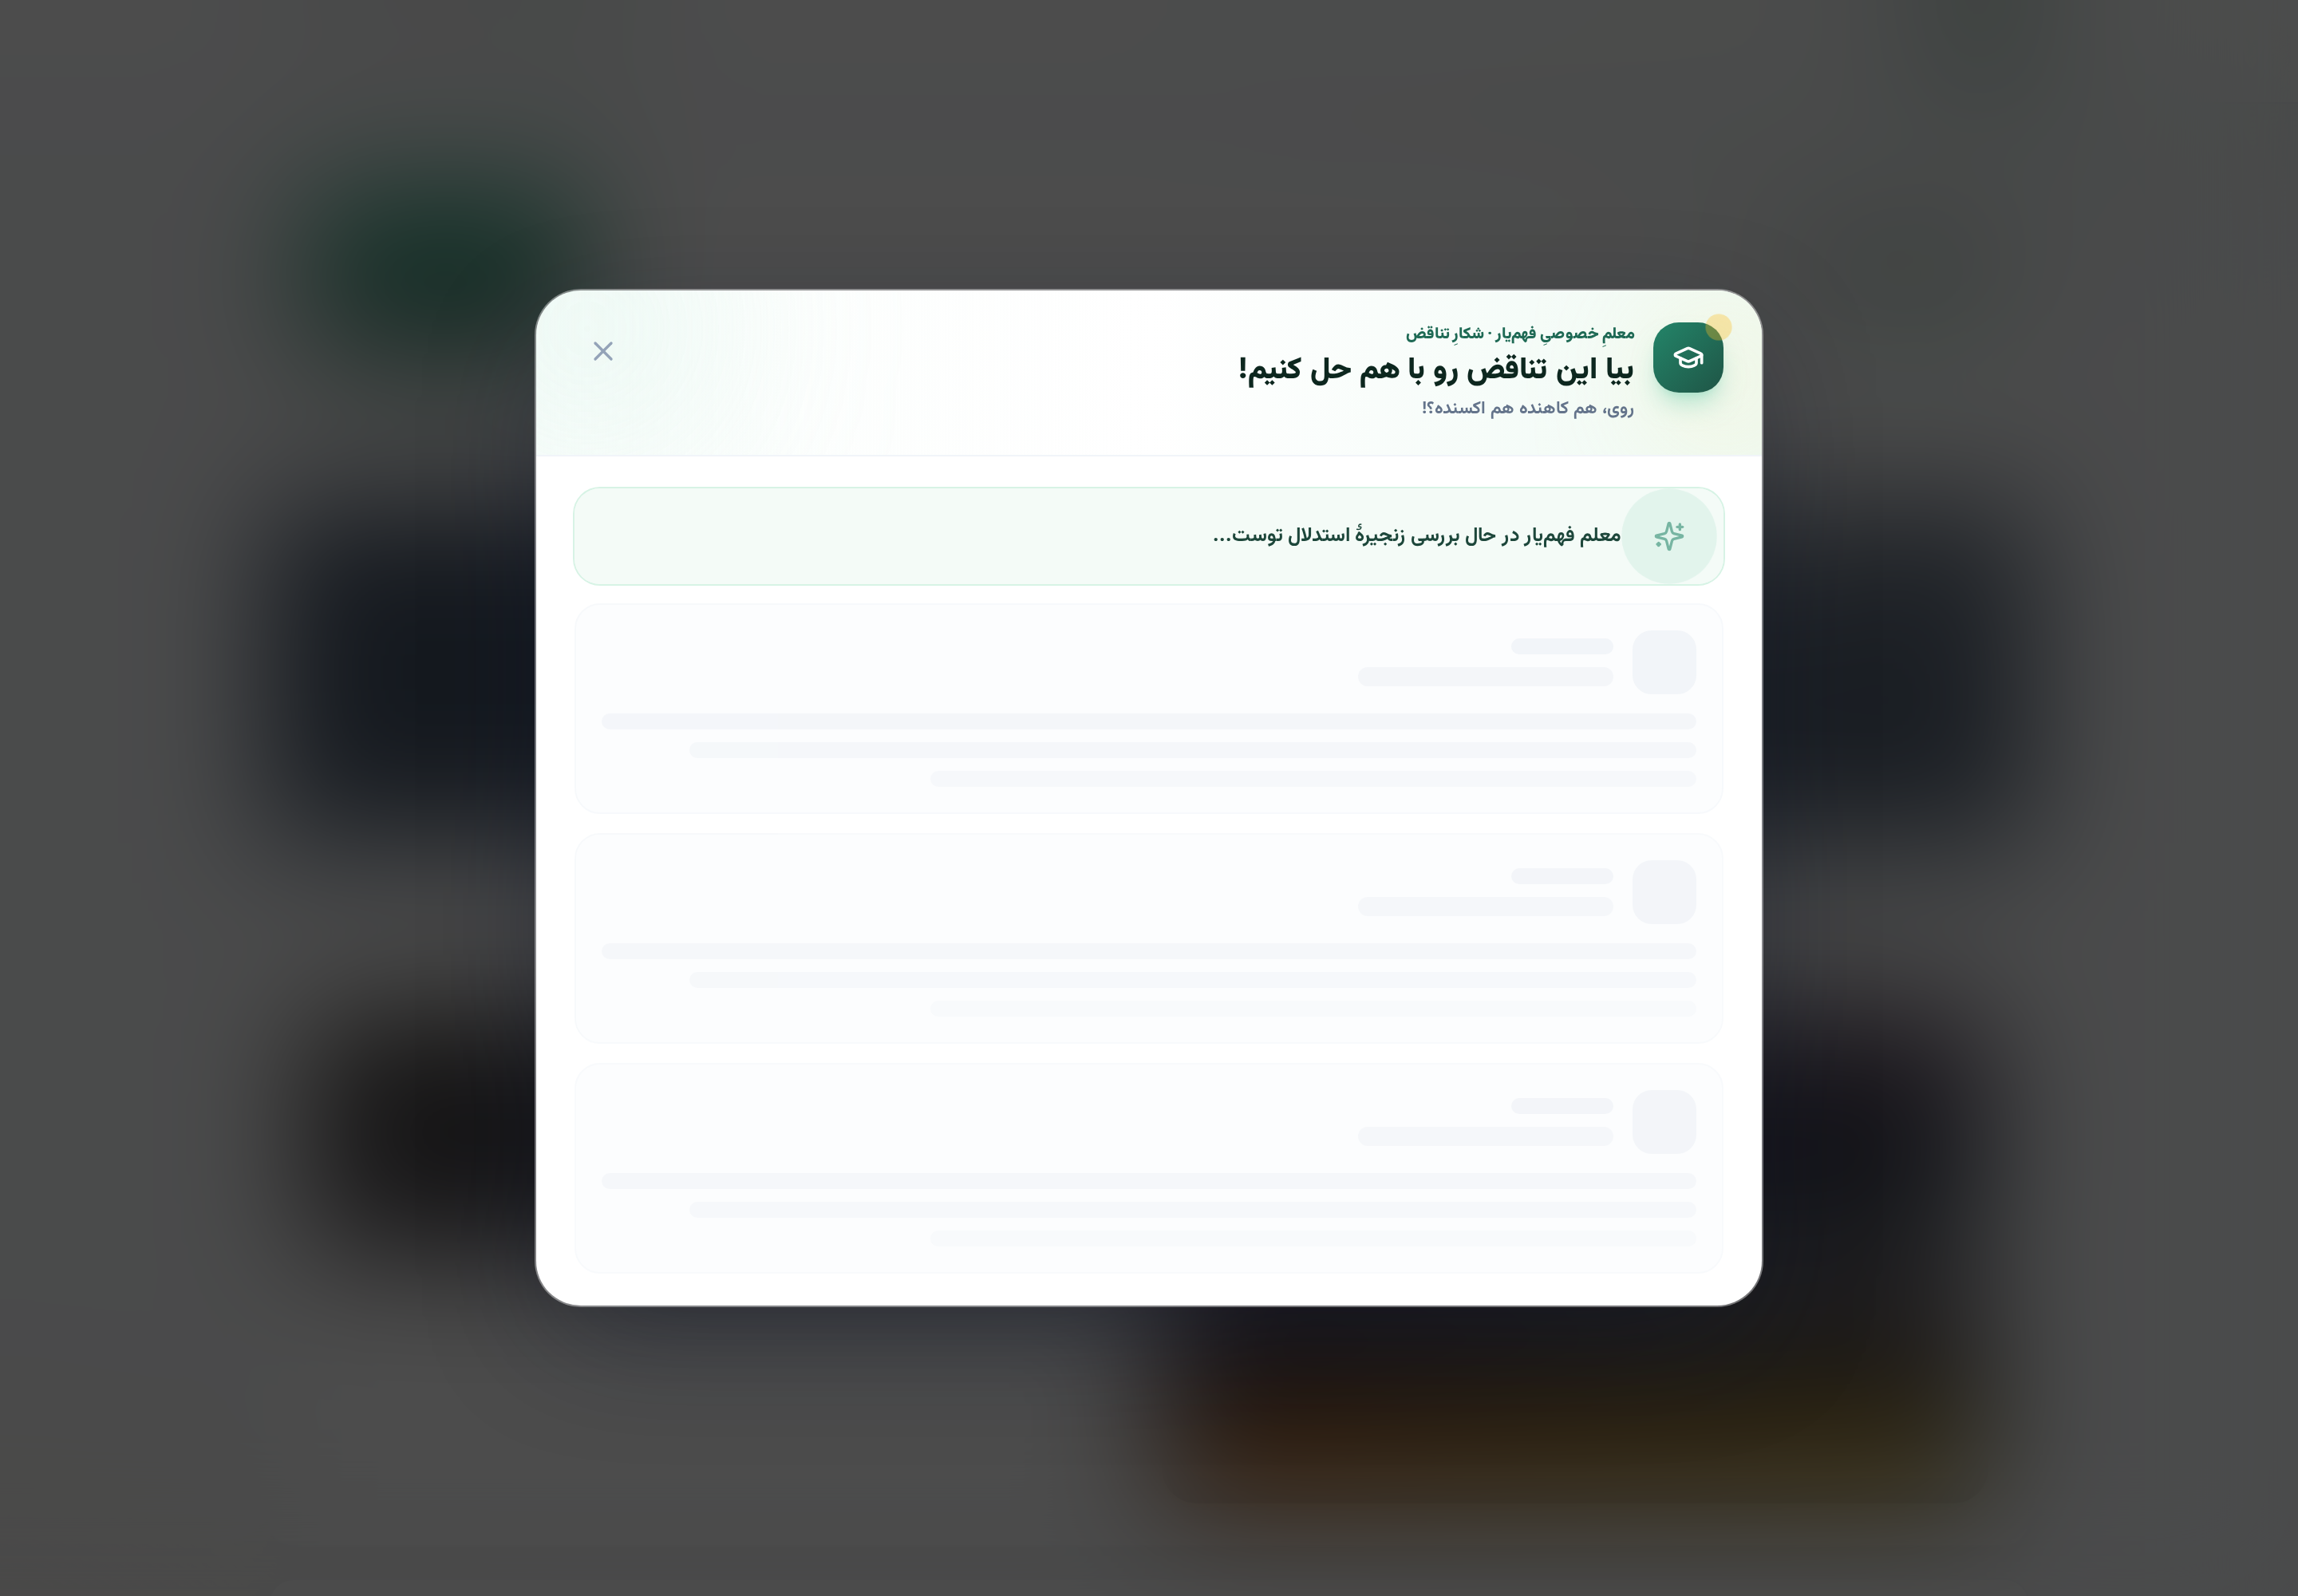 معلمِ خصوصیِ فهم‌یار · شکارِ تناقض
بیا این تناقض رو با هم حل کنیم!
روی، هم کاهنده هم اکسنده؟!
معلم فهم‌یار در حال بررسی زنجیرهٔ استدلال توست...